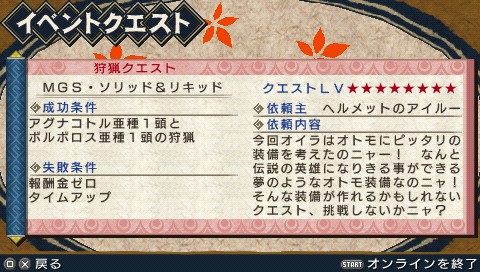 イベントクエスト
狩猟クエスト
MGS・ソリッド&リキッド
クエストLV★★★★★★★★
成功条件
アグナコトル亜種1頭と
ボルボロス亜種1頭の狩猟
失敗条件
報酬金ゼロ
タイムアップ
依頼主 ヘルメットのアイルー
依頼内容
今回オイラはオトモにピッタリの
装備を考えたのニャー! なんと
伝説の英雄になりきる事ができる
夢のようなオトモ装備なのニャ!
そんな装備が作れるかもしれない
クエスト、挑戦しないかニャ?
□×戻る
START オンラインを終了